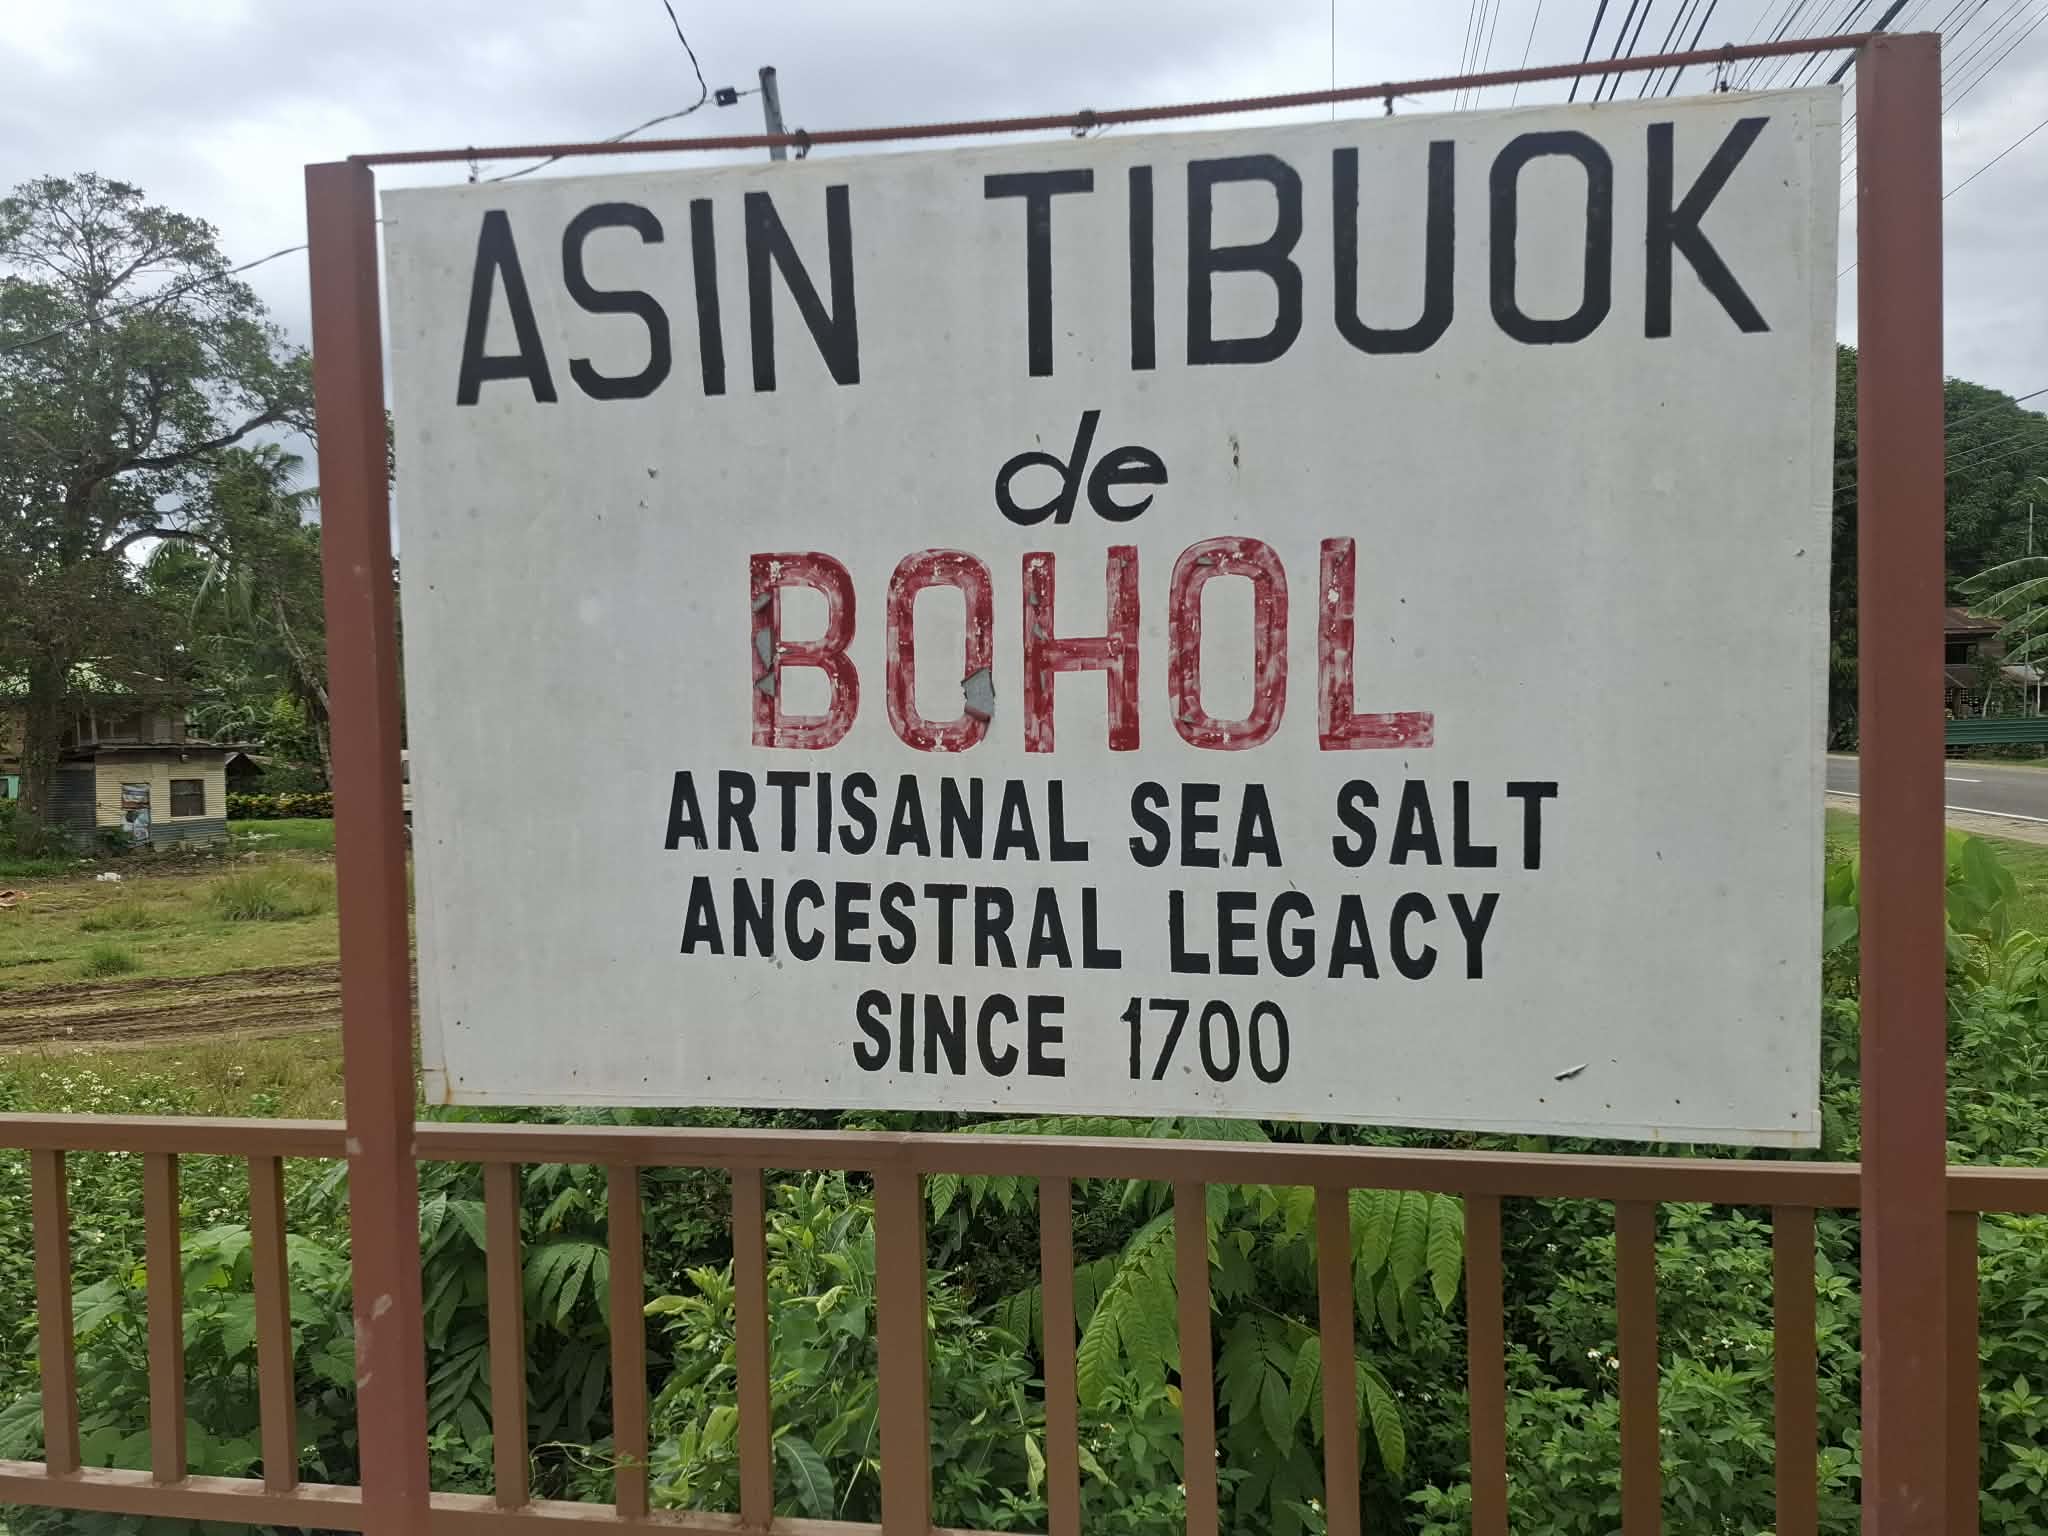 ASIN TIBUOK
de
BOHOL
ARTISANAL SEA SALT
ANCESTRAL LEGACY
SINCE 1700